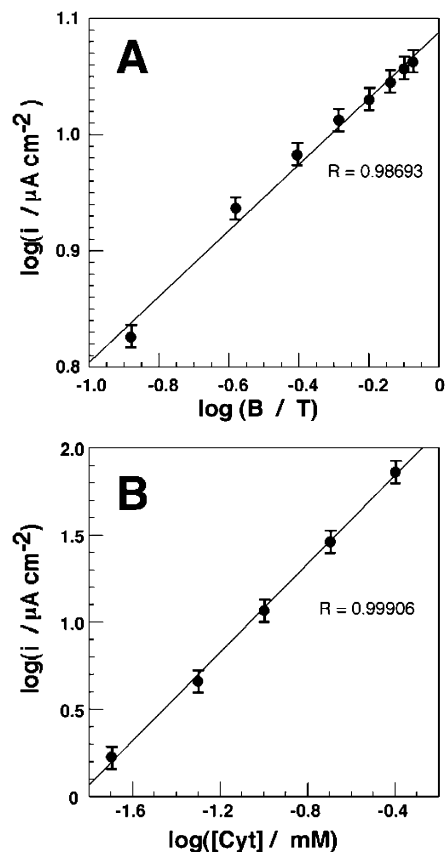 A
1.1
1.0
0.9
0.8
log(i / μA cm⁻²)
R = 0.98693
-1.0 -0.8 -0.6 -0.4 -0.2 0
log (B / T)
B
2.0
1.5
1.0
0.5
0
log(i / μA cm⁻²)
R = 0.99906
-1.6 -1.2 -0.8 -0.4
log([Cyt] / mM)